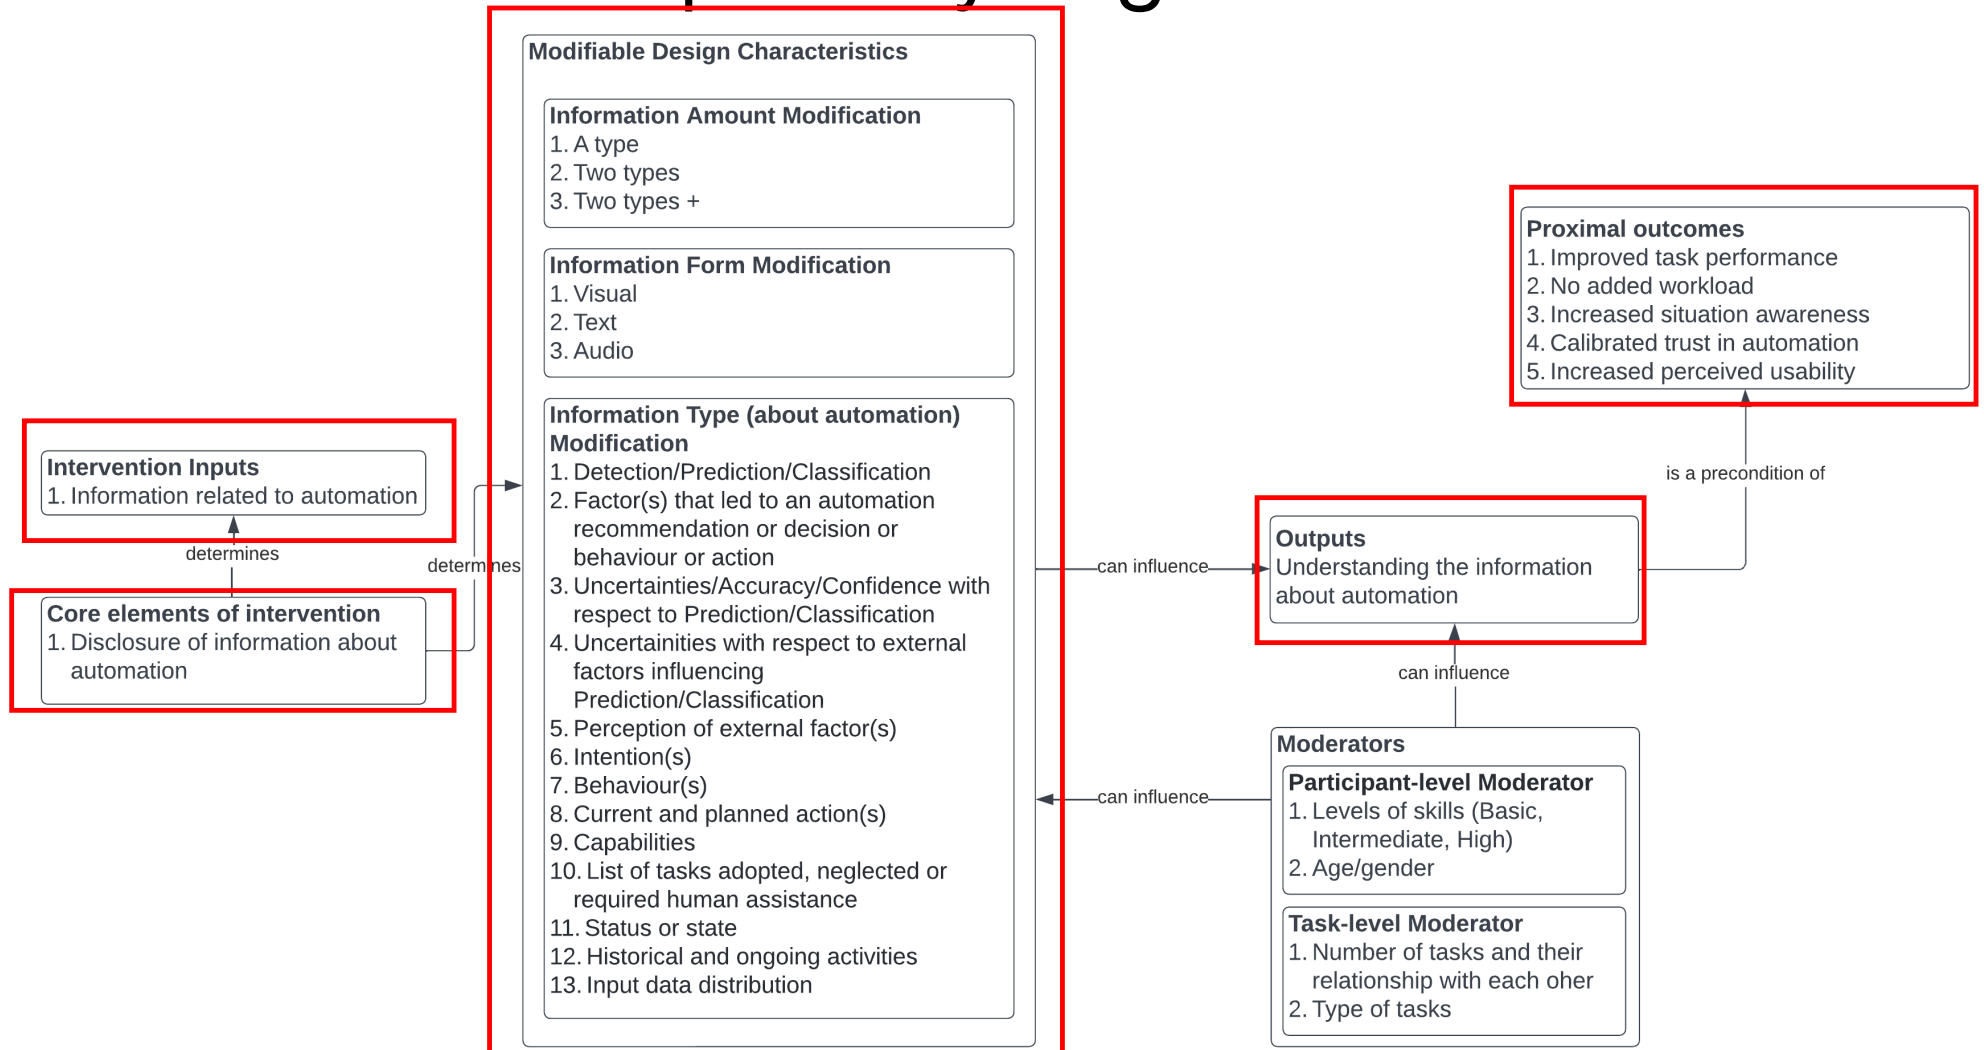 Modifiable Design Characteristics
Information Amount Modification
1. A type
2. Two types
3. Two types +
Information Form Modification
1. Visual
2. Text
3. Audio
Information Type (about automation)
Modification
1. Detection/Prediction/Classification
2. Factor(s) that led to an automation
recommendation or decision or
behaviour or action
3. Uncertainties/Accuracy/Confidence with
respect to Prediction/Classification
4. Uncertainities with respect to external
factors influencing
Prediction/Classification
5. Perception of external factor(s)
6. Intention(s)
7. Behaviour(s)
8. Current and planned action(s)
9. Capabilities
10. List of tasks adopted, neglected or
required human assistance
11. Status or state
12. Historical and ongoing activities
13. Input data distribution
Intervention Inputs
1. Information related to automation
determines
Core elements of intervention
1. Disclosure of information about
automation
determines
can influence
Outputs
Understanding the information
about automation
is a precondition of
Proximal outcomes
1. Improved task performance
2. No added workload
3. Increased situation awareness
4. Calibrated trust in automation
5. Increased perceived usability
can influence
can influence
Moderators
Participant-level Moderator
1. Levels of skills (Basic,
Intermediate, High)
2. Age/gender
Task-level Moderator
1. Number of tasks and their
relationship with each oher
2. Type of tasks